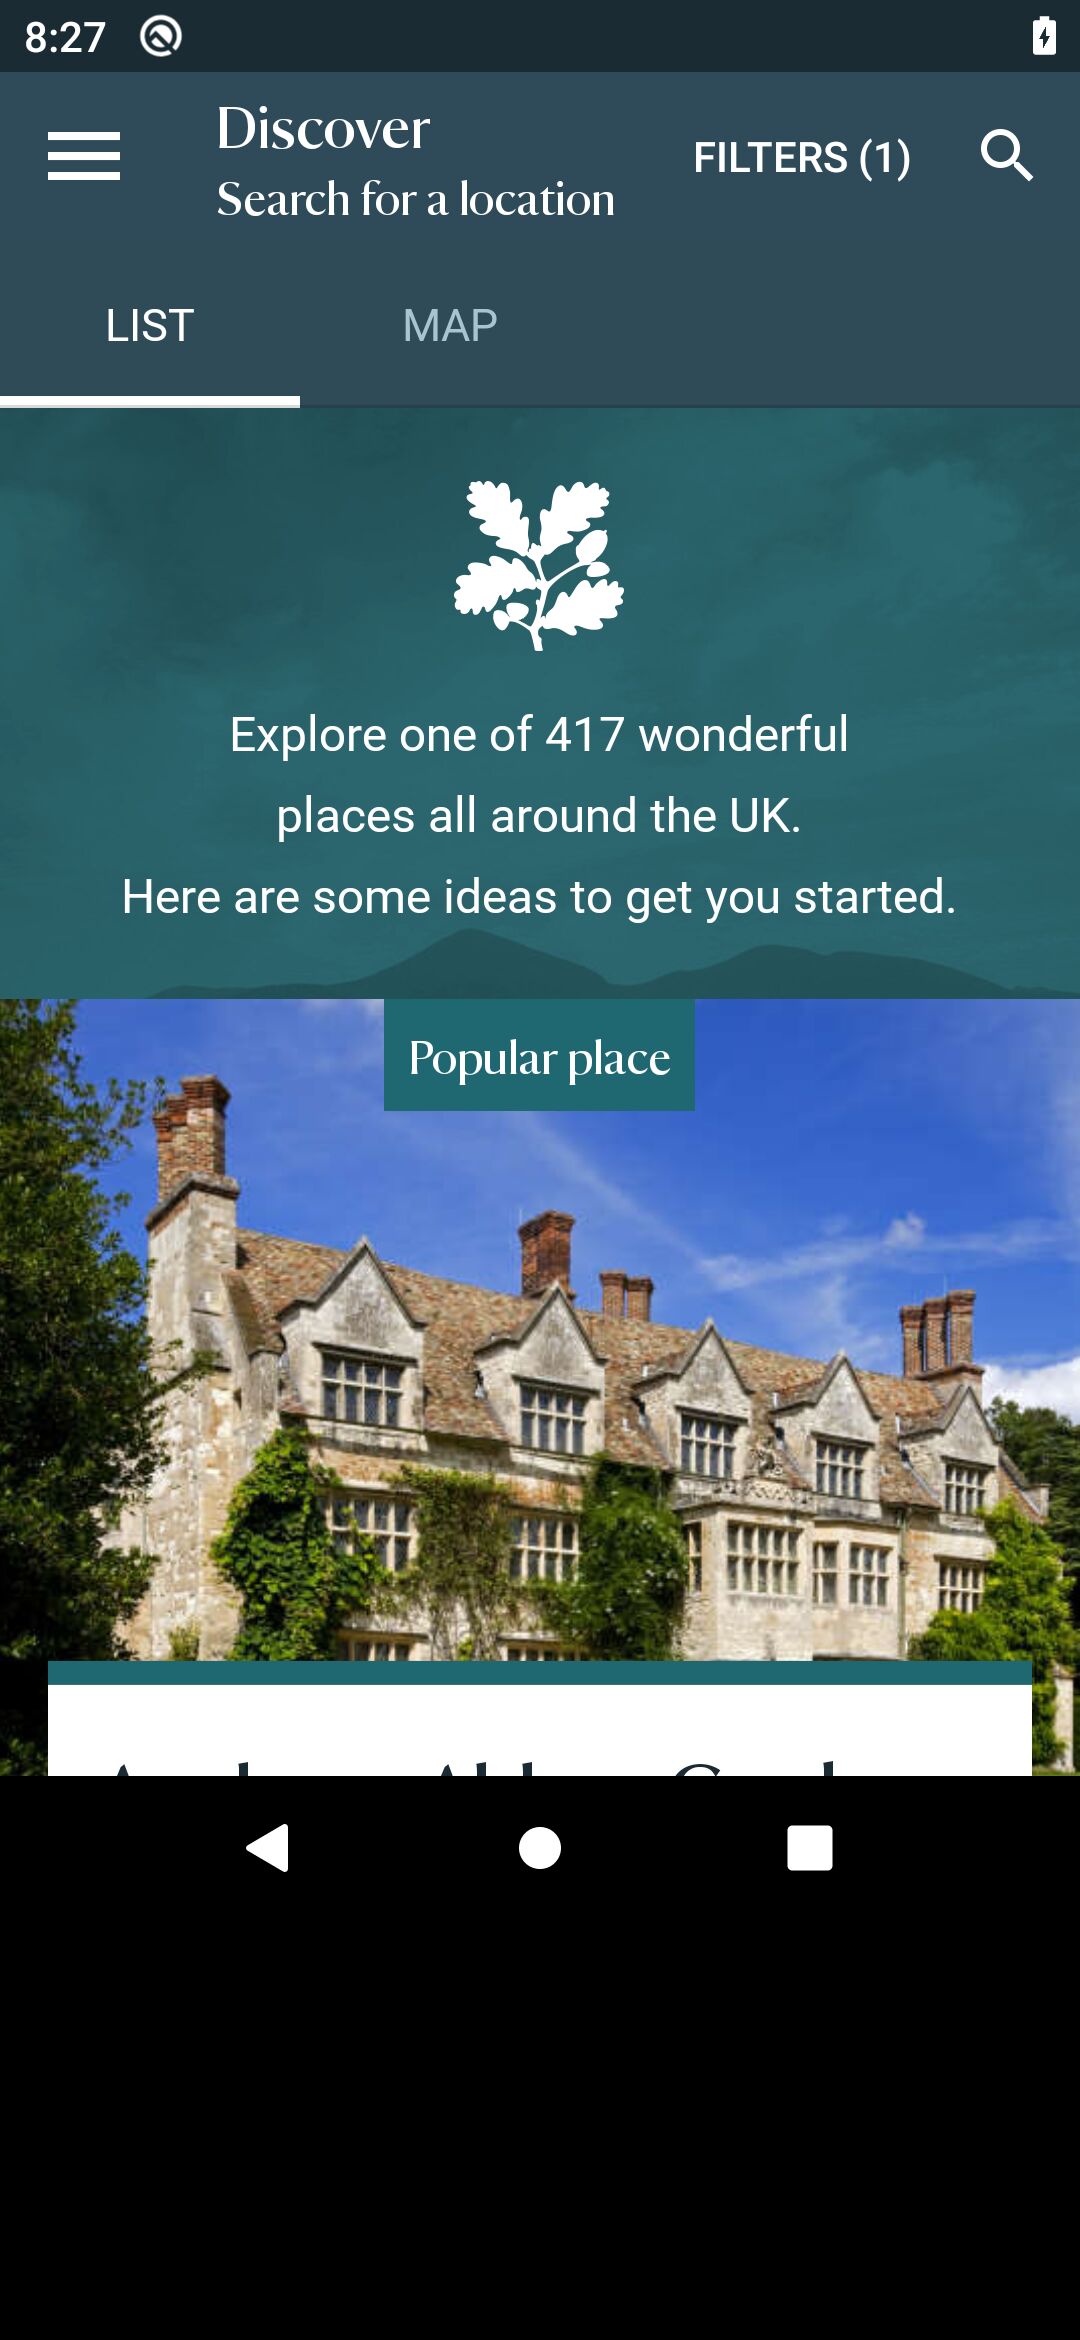 8:27
Discover
Search for a location
FILTERS (1)
LIST
MAP
Explore one of 417 wonderful
places all around the UK.
Here are some ideas to get you started.
Popular place